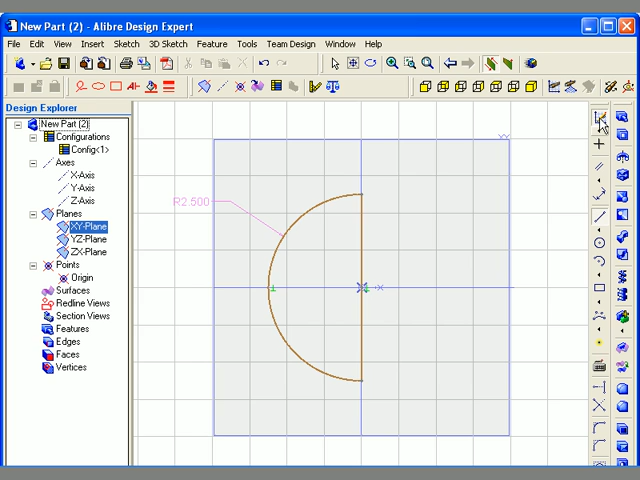 New Part (2) - Alibre Design Expert
File Edit View Insert Sketch 3D Sketch Feature Tools Team Design Window Help
Design Explorer
New Part (2)
Configurations
Config<1>
Axes
X-Axis
Y-Axis
Z-Axis
Planes
XY-Plane
YZ-Plane
ZX-Plane
Points
Origin
Surfaces
Redline Views
Section Views
Features
Edges
Faces
Vertices
R2.500